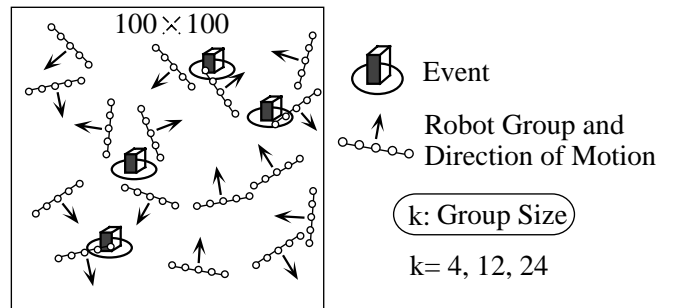 100×100
Event
Robot Group and
Direction of Motion
k: Group Size
k= 4, 12, 24